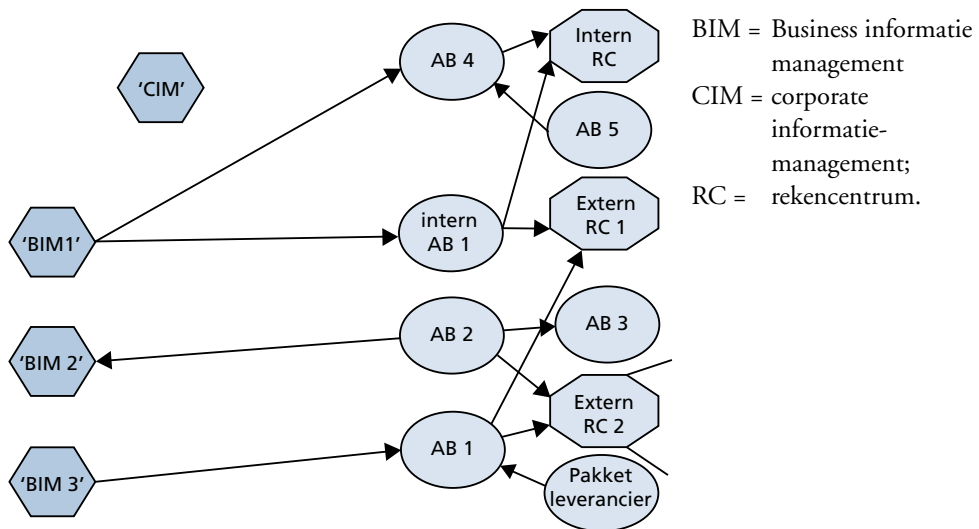 'CIM'
'BIM1'
'BIM 2'
'BIM 3'
AB 4
intern
AB 1
AB 2
AB 1
Intern
RC
AB 5
Extern
RC 1
AB 3
Extern
RC 2
Pakket
leverancier
BIM = Business informatie
management
CIM = corporate
informatie-
management;
RC = rekencentrum.